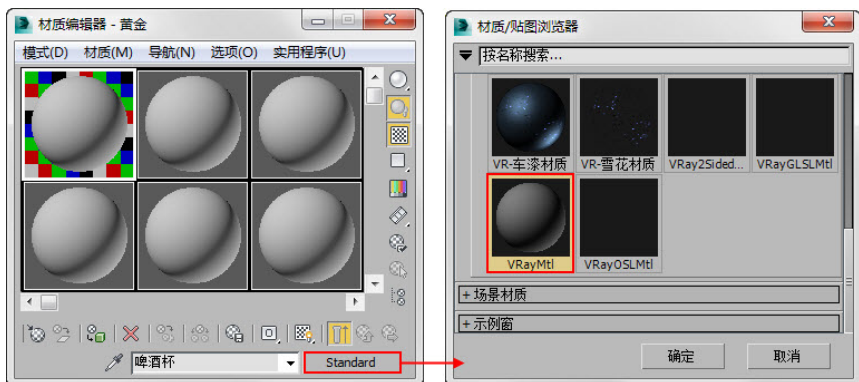 材质编辑器 - 黄金
模式(D) 材质(M) 导航(N) 选项(O) 实用程序(U)
啤酒杯
Standard
材质/贴图浏览器
按名称搜索...
VR-车漆材质 VR-雪花材质 VRay2Sided... VRayGLSLMtl
VRayMtl VRayOSLMtl
+ 场景材质
+ 示例窗
确定 取消